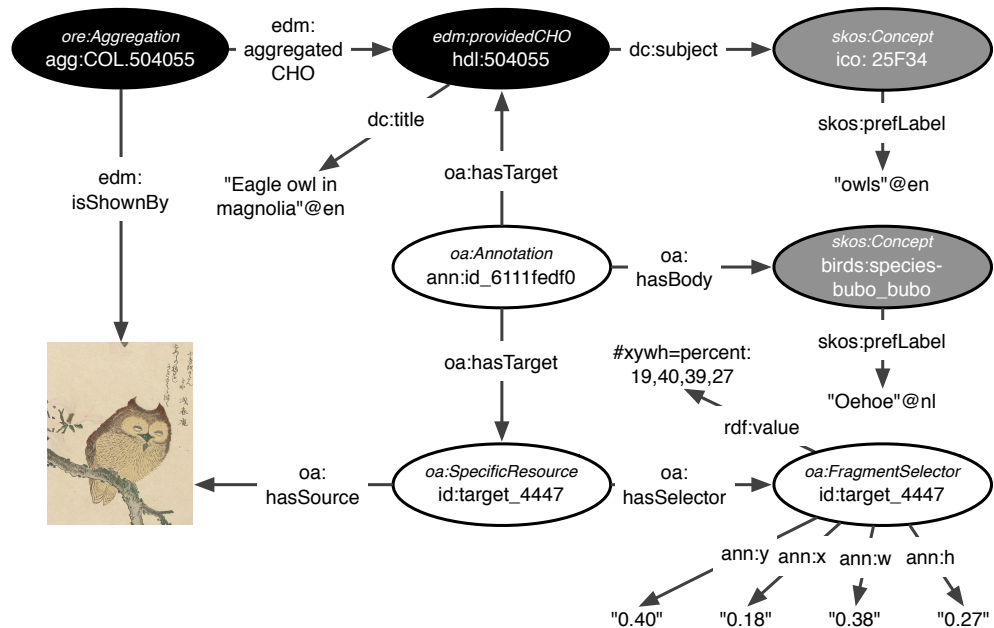 ore:Aggregation
agg:COL.504055
edm:
aggregated
CHO
edm:providedCHO
hdl:504055
dc:subject
skos:Concept
ico: 25F34
dc:title
skos:prefLabel
edm:
isShownBy
"Eagle owl in
magnolia"@en
oa:hasTarget
"owls"@en
oa:Annotation
ann:id_6111fedf0
oa:
hasBody
skos:Concept
birds:species-
bubo_bubo
oa:hasTarget
#xywh=percent:
19,40,39,27
skos:prefLabel
"Oehoe"@nl
rdf:value
oa:
hasSource
oa:SpecificResource
id:target_4447
oa:
hasSelector
oa:FragmentSelector
id:target_4447
ann:y ann:x ann:w ann:h
"0.40" "0.18" "0.38" "0.27"